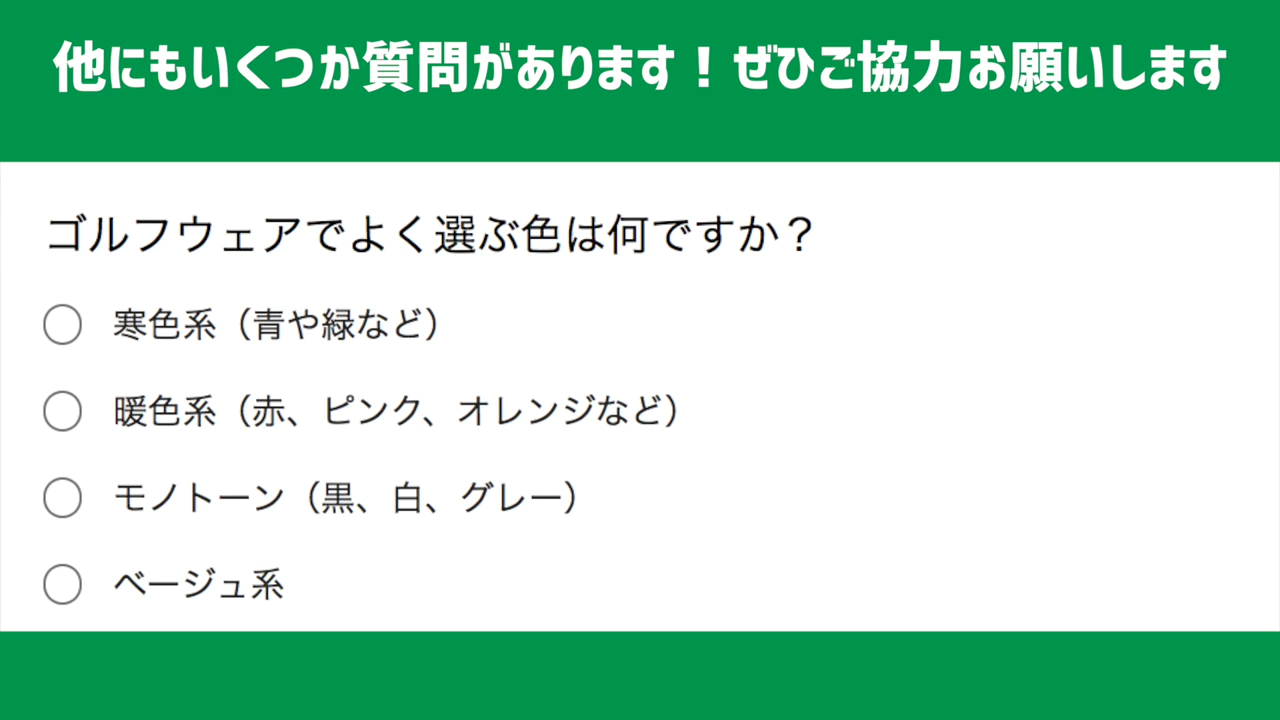 他にもいくつか質問があります！ぜひご協力お願いします
ゴルフウェアでよく選ぶ色は何ですか？
寒色系（青や緑など）
暖色系（赤、ピンク、オレンジなど）
モノトーン（黒、白、グレー）
ベージュ系